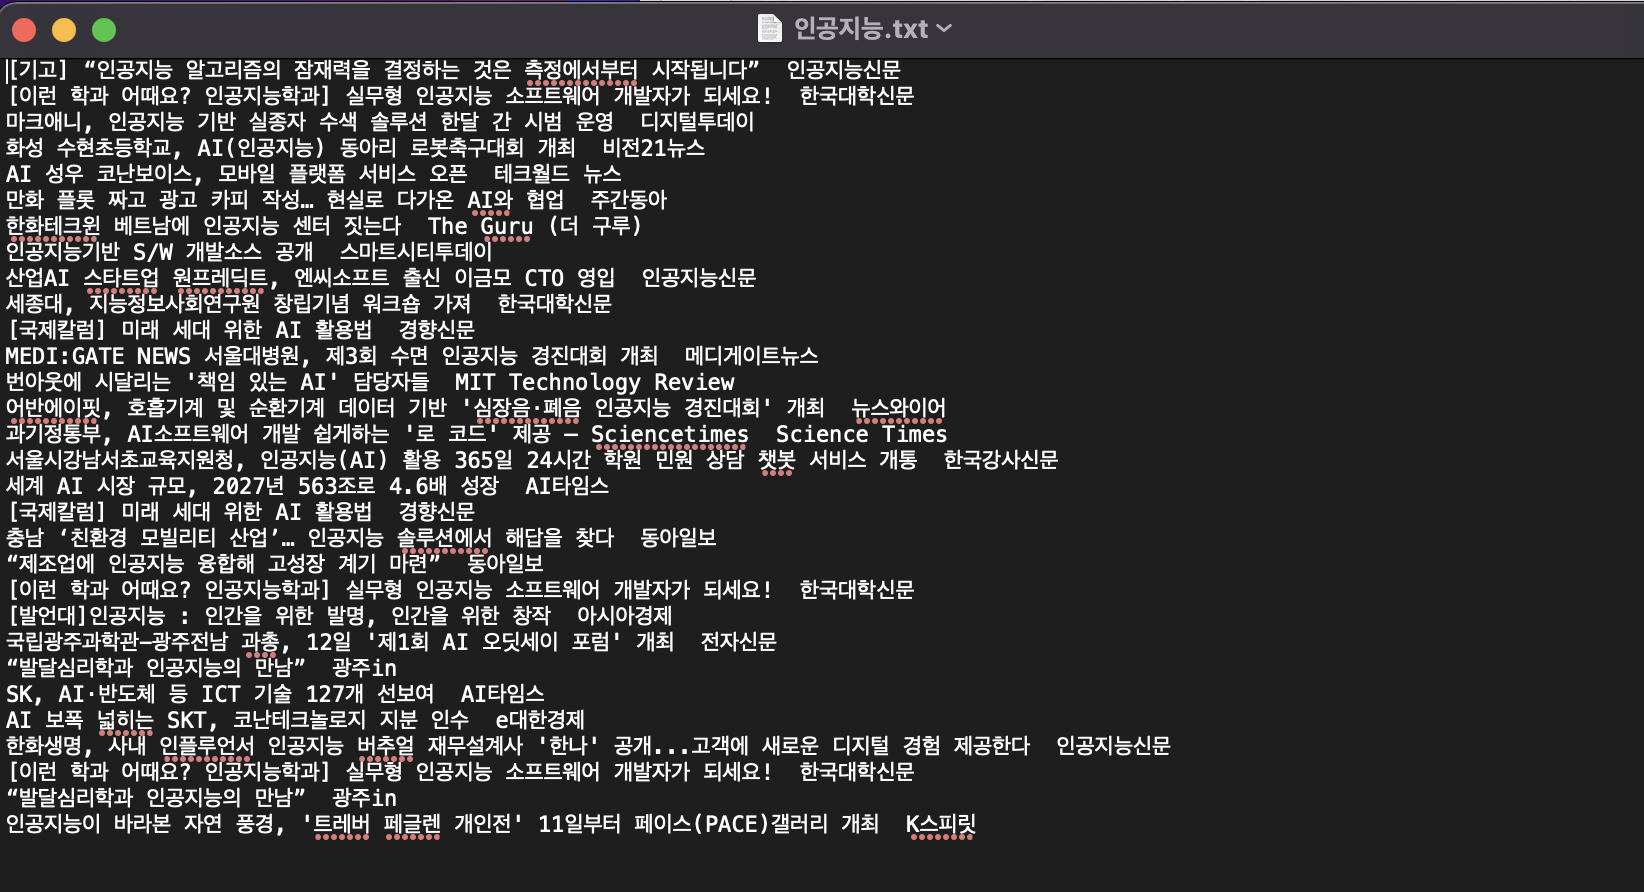 인공지능.txt
[기고] “인공지능 알고리즘의 잠재력을 결정하는 것은 측정에서부터 시작됩니다”  인공지능신문
[이런 학과 어때요? 인공지능학과] 실무형 인공지능 소프트웨어 개발자가 되세요!  한국대학신문
마크애니, 인공지능 기반 실종자 수색 솔루션 한달 간 시범 운영  디지털투데이
화성 수현초등학교, AI(인공지능) 동아리 로봇축구대회 개최  비전21뉴스
AI 성우 코난보이스, 모바일 플랫폼 서비스 오픈  테크월드 뉴스
만화 플롯 짜고 광고 카피 작성… 현실로 다가온 AI와 협업  주간동아
한화테크윈 베트남에 인공지능 센터 짓는다  The Guru (더 구루)
인공지능기반 S/W 개발소스 공개  스마트시티투데이
산업AI 스타트업 원프레딕트, 엔씨소프트 출신 이금모 CTO 영입  인공지능신문
세종대, 지능정보사회연구원 창립기념 워크숍 가져  한국대학신문
[국제칼럼] 미래 세대 위한 AI 활용법  경향신문
MEDI:GATE NEWS 서울대병원, 제3회 수면 인공지능 경진대회 개최  메디게이트뉴스
번아웃에 시달리는 '책임 있는 AI' 담당자들  MIT Technology Review
어반에이핏, 호흡기계 및 순환기계 데이터 기반 '심장음·폐음 인공지능 경진대회' 개최  뉴스와이어
과기정통부, AI소프트웨어 개발 쉽게하는 '로 코드' 제공 – Sciencetimes  Science Times
서울시강남서초교육지원청, 인공지능(AI) 활용 365일 24시간 학원 민원 상담 챗봇 서비스 개통  한국강사신문
세계 AI 시장 규모, 2027년 563조로 4.6배 성장  AI타임스
[국제칼럼] 미래 세대 위한 AI 활용법  경향신문
충남 ‘친환경 모빌리티 산업’… 인공지능 솔루션에서 해답을 찾다  동아일보
“제조업에 인공지능 융합해 고성장 계기 마련”  동아일보
[이런 학과 어때요? 인공지능학과] 실무형 인공지능 소프트웨어 개발자가 되세요!  한국대학신문
[발언대]인공지능 : 인간을 위한 발명, 인간을 위한 창작  아시아경제
국립광주과학관–광주전남 과총, 12일 '제1회 AI 오딧세이 포럼' 개최  전자신문
“발달심리학과 인공지능의 만남”  광주in
SK, AI·반도체 등 ICT 기술 127개 선보여  AI타임스
AI 보폭 넓히는 SKT, 코난테크놀로지 지분 인수  e대한경제
한화생명, 사내 인플루언서 인공지능 버추얼 재무설계사 '한나' 공개...고객에 새로운 디지털 경험 제공한다  인공지능신문
[이런 학과 어때요? 인공지능학과] 실무형 인공지능 소프트웨어 개발자가 되세요!  한국대학신문
“발달심리학과 인공지능의 만남”  광주in
인공지능이 바라본 자연 풍경, '트레버 페글렌 개인전' 11일부터 페이스(PACE)갤러리 개최  K스피릿